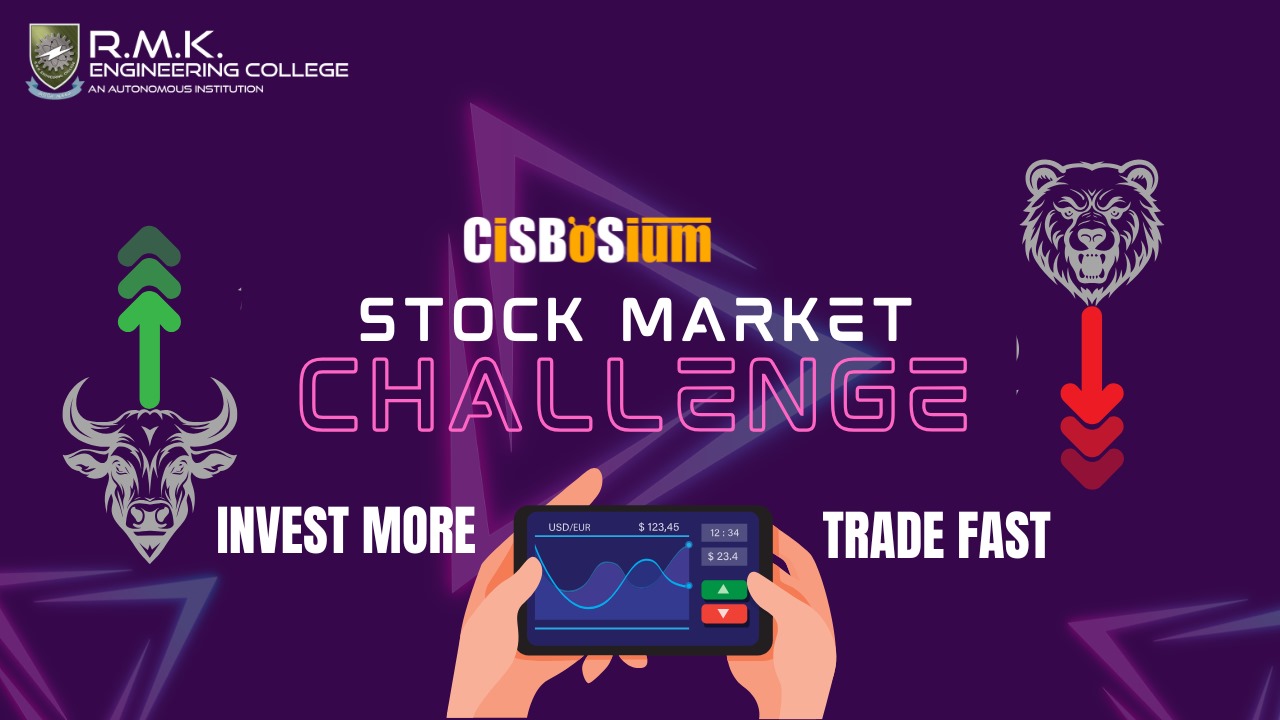 R.M.K.
ENGINEERING COLLEGE
AN AUTONOMOUS INSTITUTION
CiSBoSium
STOCK MARKET
CHALLENGE
INVEST MORE
TRADE FAST
USD/EUR
$ 123,45
12 : 34
$ 23.4